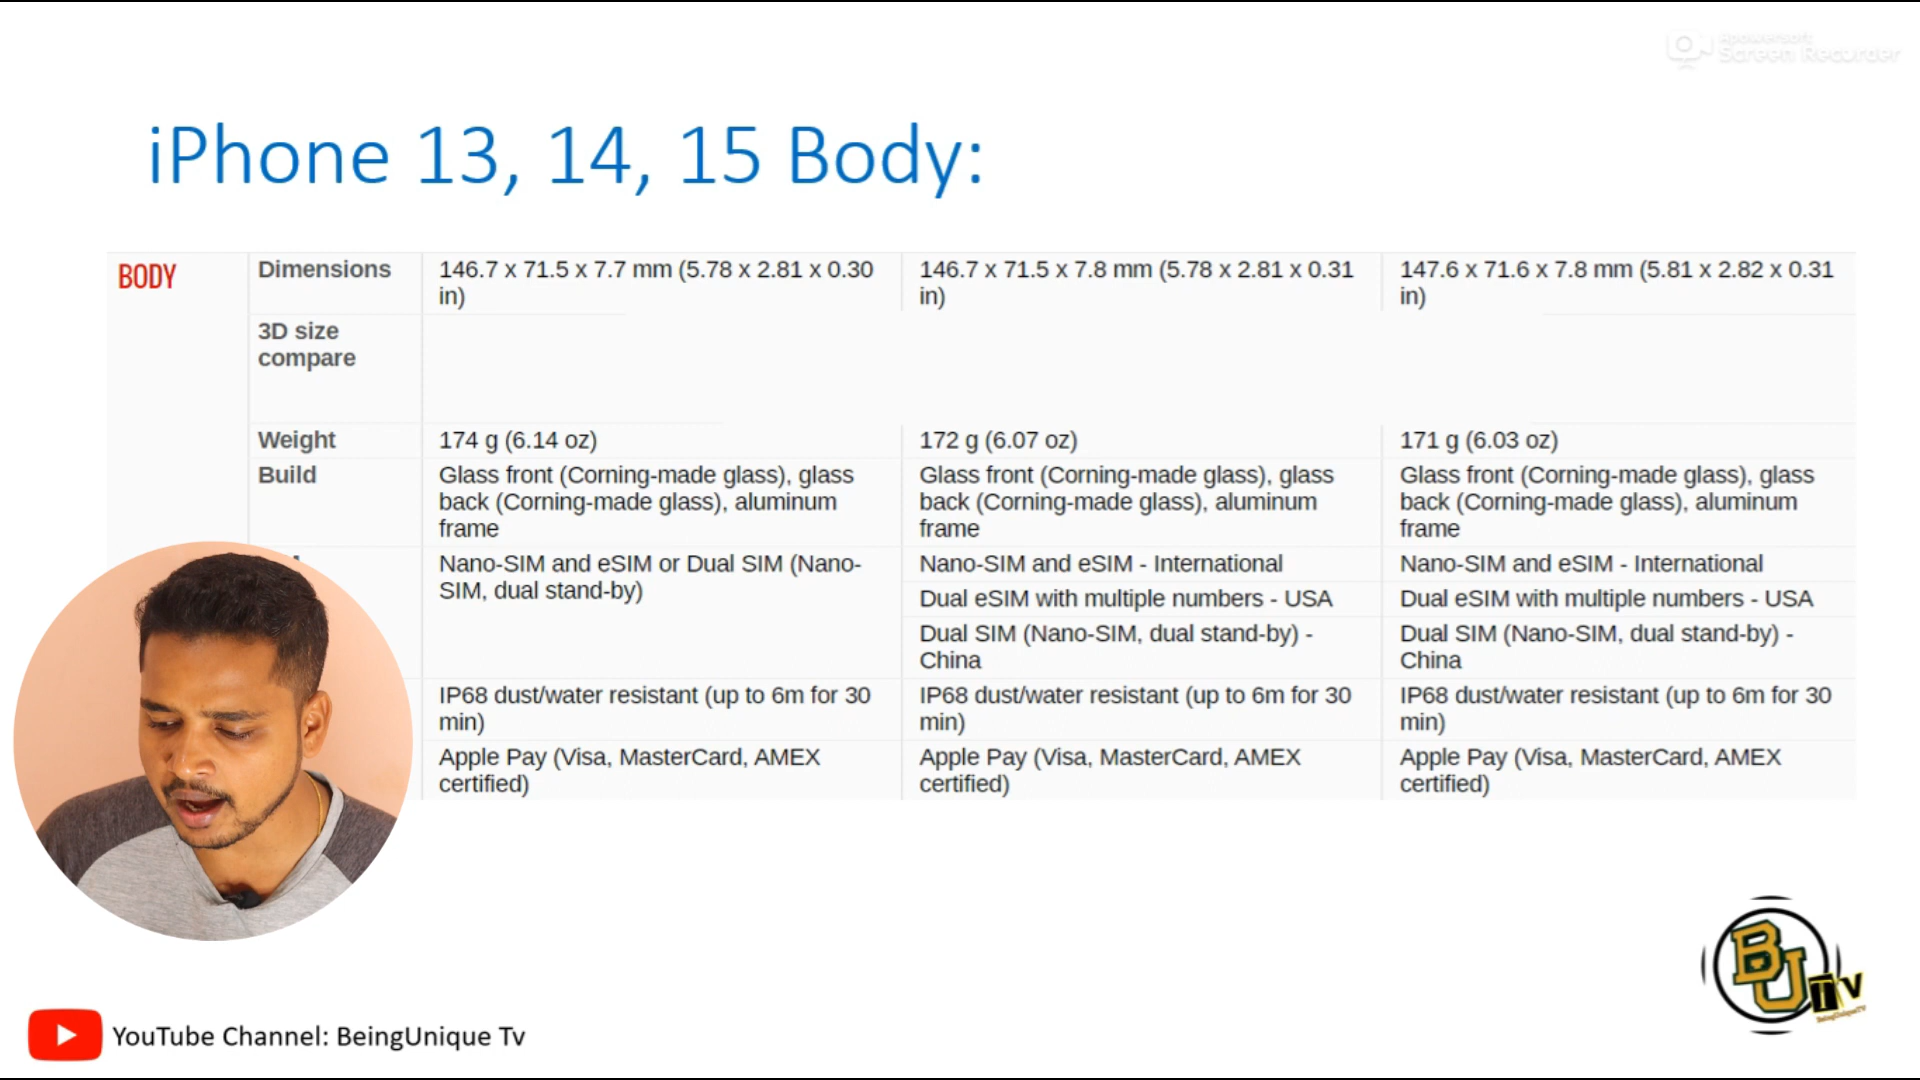 Apowersoft
Screen Recorder
iPhone 13, 14, 15 Body:
BODY
Dimensions
146.7 x 71.5 x 7.7 mm (5.78 x 2.81 x 0.30
in)
146.7 x 71.5 x 7.8 mm (5.78 x 2.81 x 0.31
in)
147.6 x 71.6 x 7.8 mm (5.81 x 2.82 x 0.31
in)
3D size
compare
Weight
174 g (6.14 oz)
172 g (6.07 oz)
171 g (6.03 oz)
Build
Glass front (Corning-made glass), glass
back (Corning-made glass), aluminum
frame
Glass front (Corning-made glass), glass
back (Corning-made glass), aluminum
frame
Glass front (Corning-made glass), glass
back (Corning-made glass), aluminum
frame
Nano-SIM and eSIM or Dual SIM (Nano-
SIM, dual stand-by)
Nano-SIM and eSIM - International
Dual eSIM with multiple numbers - USA
Dual SIM (Nano-SIM, dual stand-by) -
China
Nano-SIM and eSIM - International
Dual eSIM with multiple numbers - USA
Dual SIM (Nano-SIM, dual stand-by) -
China
IP68 dust/water resistant (up to 6m for 30
min)
IP68 dust/water resistant (up to 6m for 30
min)
IP68 dust/water resistant (up to 6m for 30
min)
Apple Pay (Visa, MasterCard, AMEX
certified)
Apple Pay (Visa, MasterCard, AMEX
certified)
Apple Pay (Visa, MasterCard, AMEX
certified)
BU TV
BeingUniqueTV
YouTube Channel: BeingUnique Tv